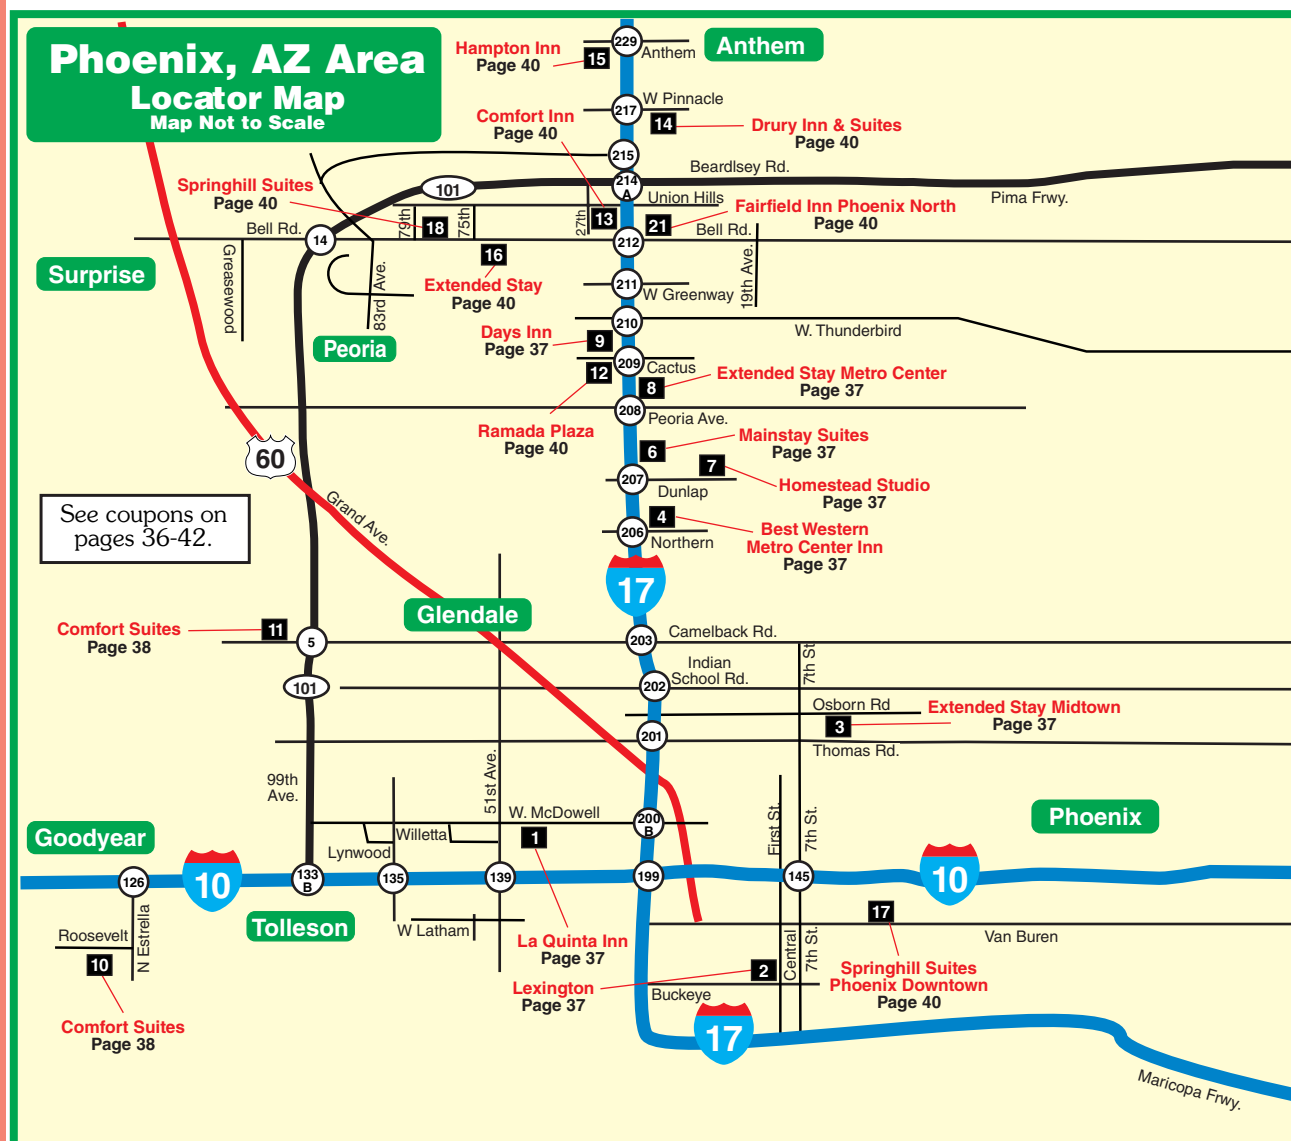 Phoenix, AZ Area
Locator Map
Map Not to Scale
Hampton Inn
Page 40
15
229
Anthem
Anthem
W Pinnacle
217
14
Drury Inn & Suites
Page 40
Comfort Inn
Page 40
215
Beardlsey Rd.
Springhill Suites
Page 40
101
214
A
Union Hills
Pima Frwy.
79th
18
75th
27th
13
21
Fairfield Inn Phoenix North
Page 40
Bell Rd.
14
212
Bell Rd.
Surprise
Greasewood
83rd Ave.
16
Extended Stay
Page 40
211
W Greenway
19th Ave.
210
W. Thunderbird
Peoria
Days Inn
Page 37
9
209
Cactus
12
8
Extended Stay Metro Center
Page 37
208
Peoria Ave.
Ramada Plaza
Page 40
60
6
Mainstay Suites
Page 37
7
207
Dunlap
Homestead Studio
Page 37
See coupons on
pages 36-42.
Grand Ave.
4
206
Northern
Best Western
Metro Center Inn
Page 37
17
Glendale
Comfort Suites
Page 38
11
5
203
Camelback Rd.
7th St.
101
202
Indian
School Rd.
Osborn Rd
3
Extended Stay Midtown
Page 37
201
Thomas Rd.
99th
Ave.
51st Ave.
W. McDowell
200
B
First St.
7th St.
Phoenix
Goodyear
Willetta
Lynwood
1
126
10
133
B
135
139
199
145
10
Tolleson
Roosevelt
N Estrella
10
Comfort Suites
Page 38
W Latham
La Quinta Inn
Page 37
17
Van Buren
Central
7th St.
Springhill Suites
Phoenix Downtown
Page 40
2
Lexington
Page 37
Buckeye
17
Maricopa Frwy.